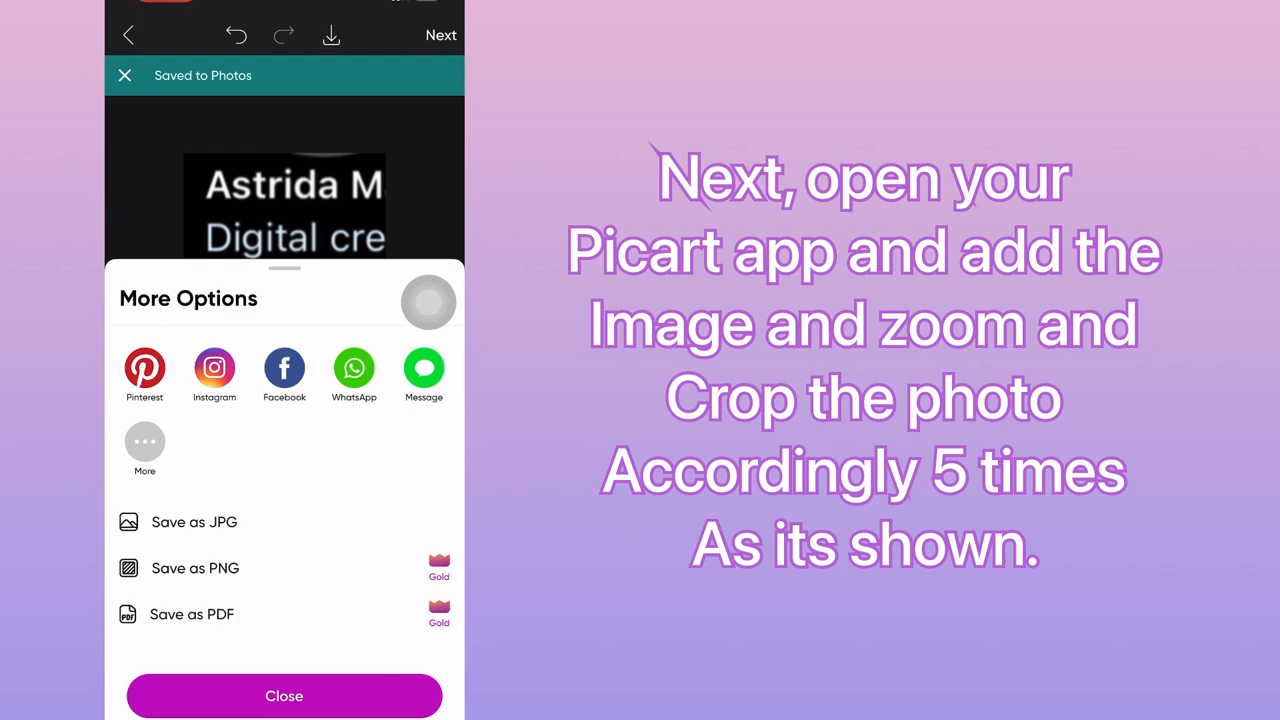 Next
Saved to Photos
Astrida M
Digital cre
More Options
Pinterest
Instagram
Facebook
WhatsApp
Message
More
Save as JPG
Save as PNG
Gold
PDF
Save as PDF
Gold
Close
Next, open your
Picart app and add the
Image and zoom and
Crop the photo
Accordingly 5 times
As its shown.